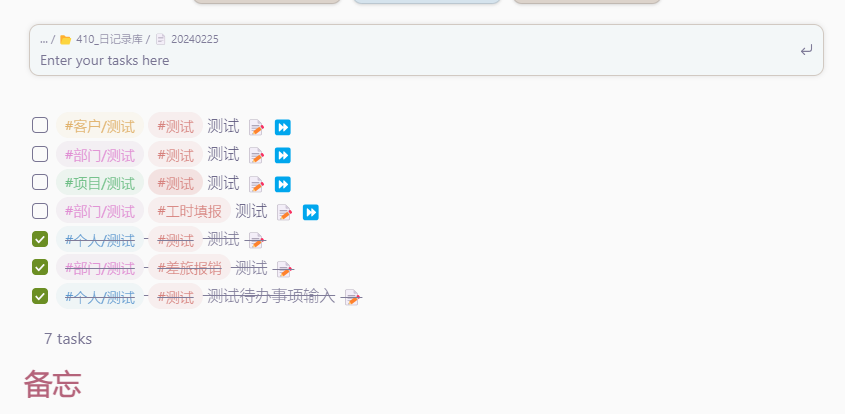 ... / 410_日记录库 / 20240225
Enter your tasks here
#客户/测试 #测试 测试
#部门/测试 #测试 测试
#项目/测试 #测试 测试
#部门/测试 #工时填报 测试
#个人/测试 #测试 测试
#部门/测试 #差旅报销 测试
#个人/测试 #测试 测试待办事项输入
7 tasks
备忘